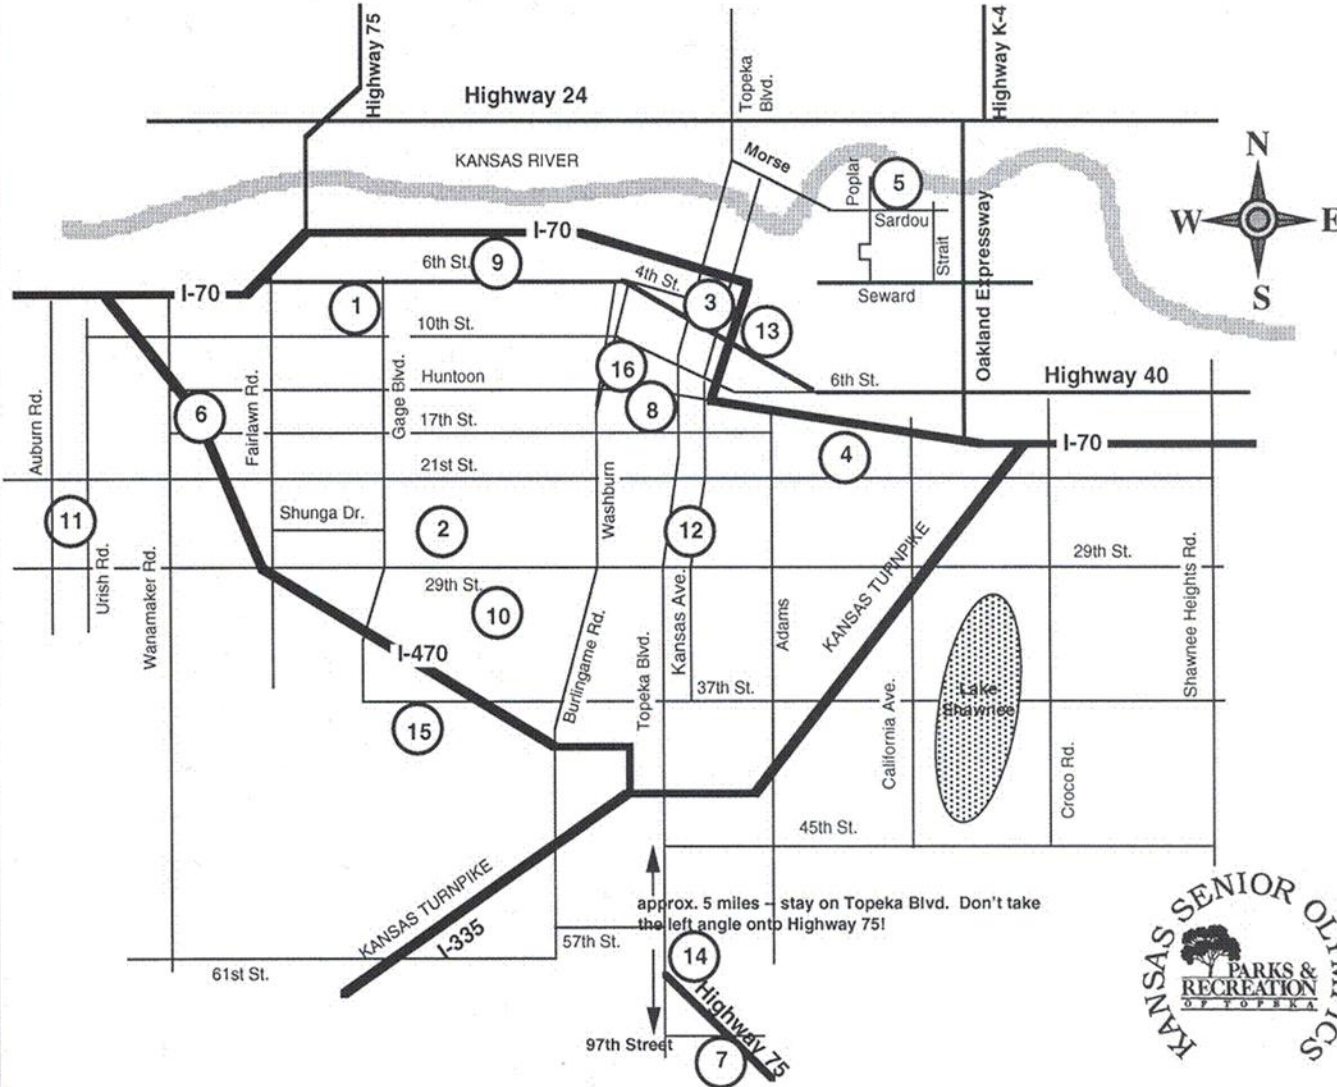 Highway 75
Topeka
Blvd.
Highway K-4
Highway 24
KANSAS RIVER
Morse
Poplar
5
Sardou
Strait
Seward
Oakland Expressway
N
W
E
S
I-70
6th St.
9
4th St.
3
13
I-70
1
10th St.
16
Huntoon
8
6th St.
Highway 40
Auburn Rd.
6
Fairlawn Rd.
Gage Blvd.
17th St.
4
I-70
21st St.
11
Shunga Dr.
2
Washburn
12
Urish Rd.
Wanamaker Rd.
29th St.
29th St.
10
Burlingame Rd.
Topeka Blvd.
Kansas Ave.
Adams
KANSAS TURNPIKE
Shawnee Heights Rd.
I-470
15
37th St.
California Ave.
Lake
Shawnee
Croco Rd.
45th St.
KANSAS TURNPIKE
I-335
approx. 5 miles – stay on Topeka Blvd. Don't take
the left angle onto Highway 75!
57th St.
61st St.
14
Highway 75
97th Street
7
KANSAS SENIOR OLYMPICS
PARKS &
RECREATION
OF TOPEKA